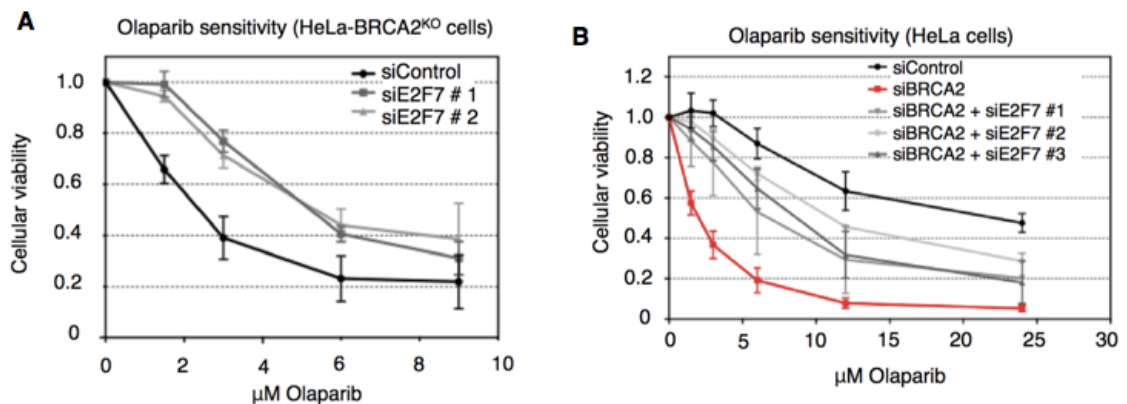 A
Olaparib sensitivity (HeLa-BRCA2KO cells)
Cellular viability
1.0
0.8
0.6
0.4
0.2
0
siControl
siE2F7 # 1
siE2F7 # 2
0 2 4 6 8 10
μM Olaparib
B
Olaparib sensitivity (HeLa cells)
Cellular viability
1.2
1.0
0.8
0.6
0.4
0.2
0
siControl
siBRCA2
siBRCA2 + siE2F7 #1
siBRCA2 + siE2F7 #2
siBRCA2 + siE2F7 #3
0 5 10 15 20 25 30
μM Olaparib